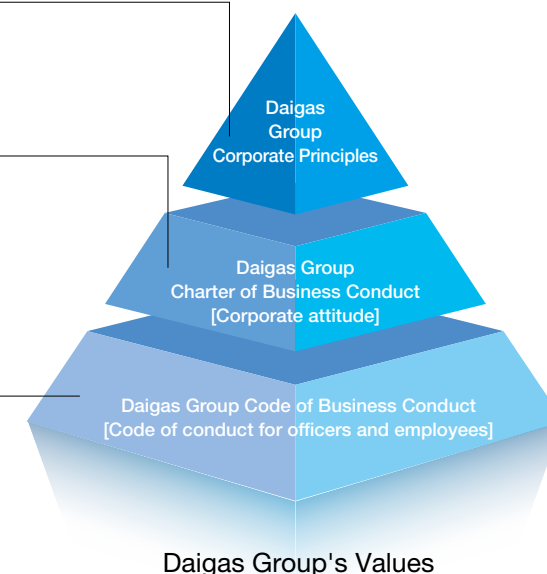 Daigas
Group
Corporate Principles
Daigas Group
Charter of Business Conduct
[Corporate attitude]
Daigas Group Code of Business Conduct
[Code of conduct for officers and employees]
Daigas Group's Values